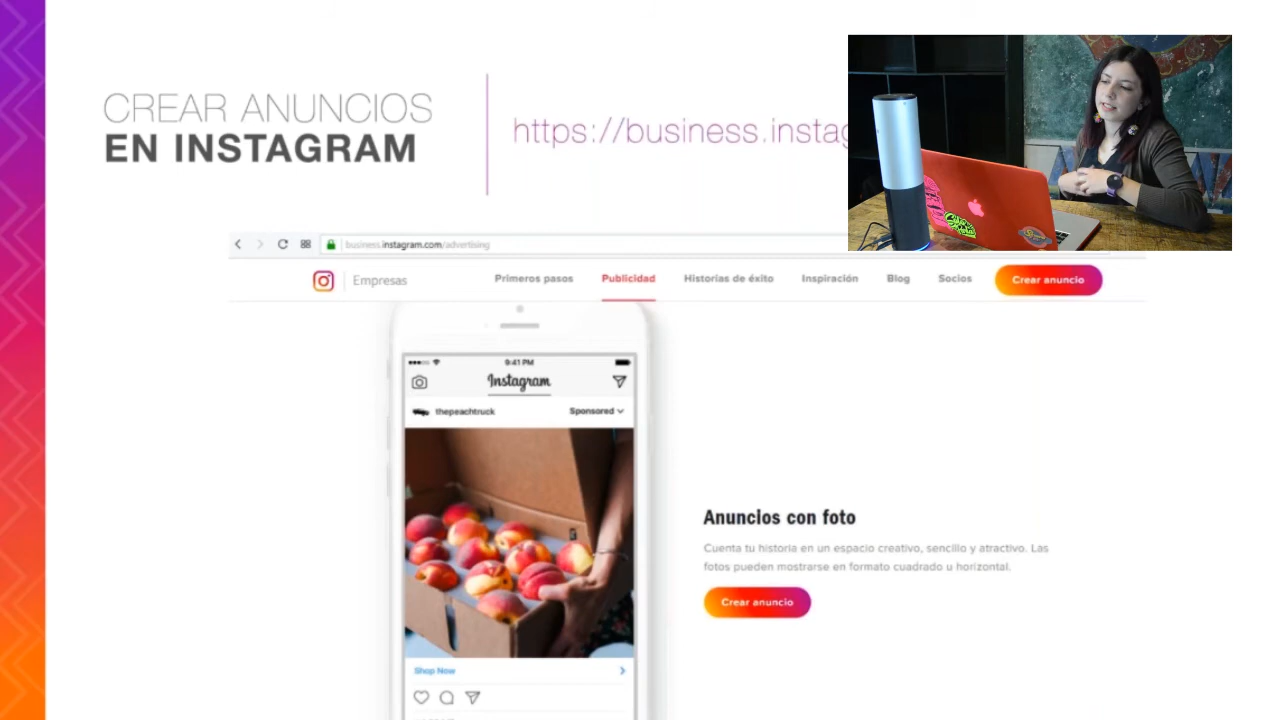 CREAR ANUNCIOS
EN INSTAGRAM
https://business.instag
business.instagram.com/advertising
Empresas
Primeros pasos
Publicidad
Historias de éxito
Inspiración
Blog
Socios
Crear anuncio
9:41 PM
Instagram
thepeachtruck
Sponsored
Anuncios con foto
Cuenta tu historia en un espacio creativo, sencillo y atractivo. Las
fotos pueden mostrarse en formato cuadrado u horizontal.
Crear anuncio
Shop Now